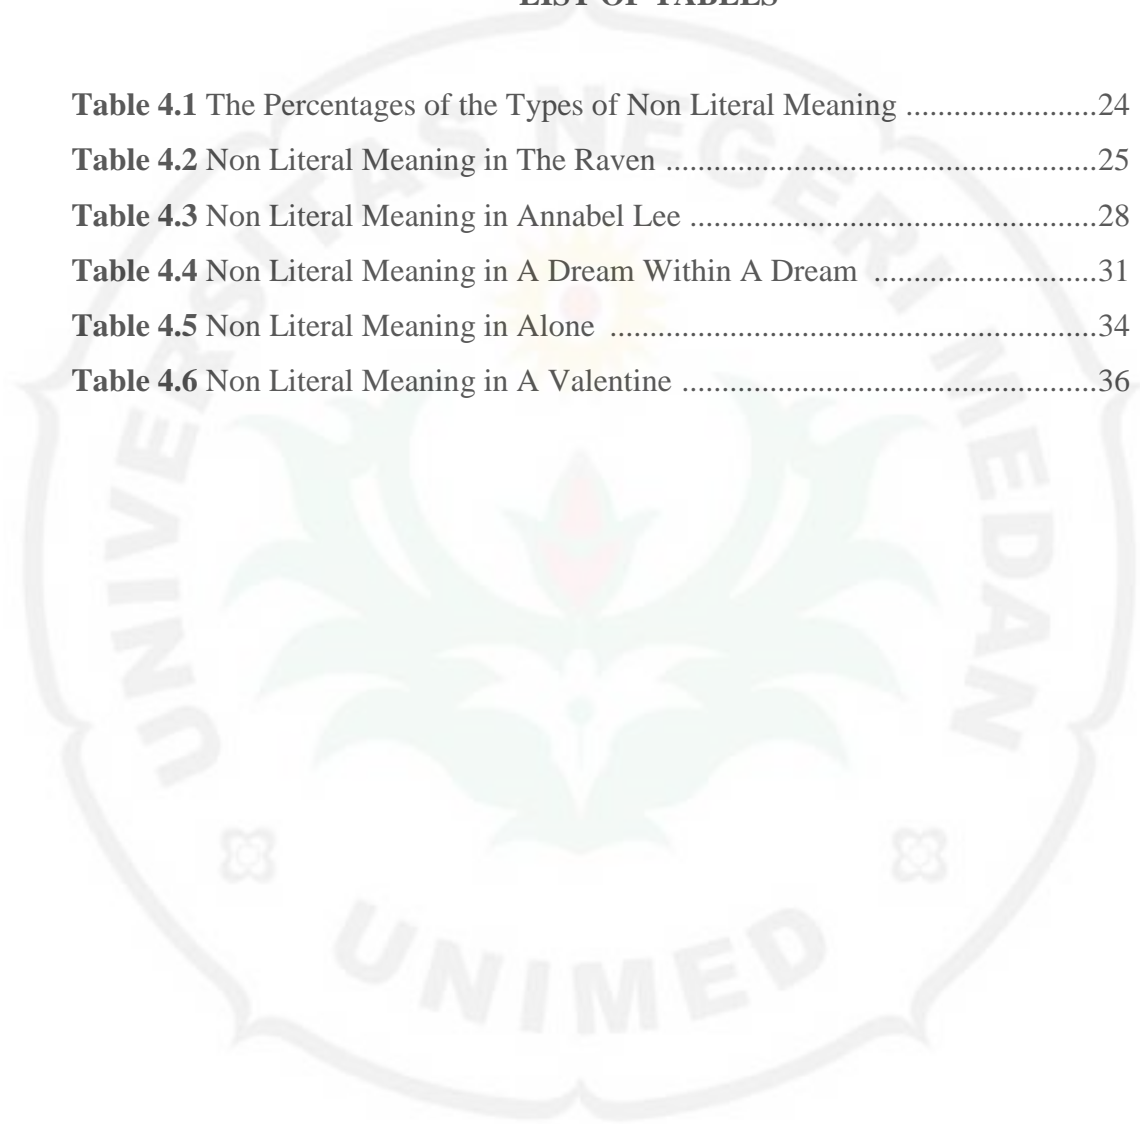 LIST OF TABLES
Table 4.1 The Percentages of the Types of Non Literal Meaning ........................24
Table 4.2 Non Literal Meaning in The Raven ......................................................25
Table 4.3 Non Literal Meaning in Annabel Lee ...................................................28
Table 4.4 Non Literal Meaning in A Dream Within A Dream ............................31
Table 4.5 Non Literal Meaning in Alone .............................................................34
Table 4.6 Non Literal Meaning in A Valentine ....................................................36
UNIVERSITAS NEGERI MEDAN
UNIMED